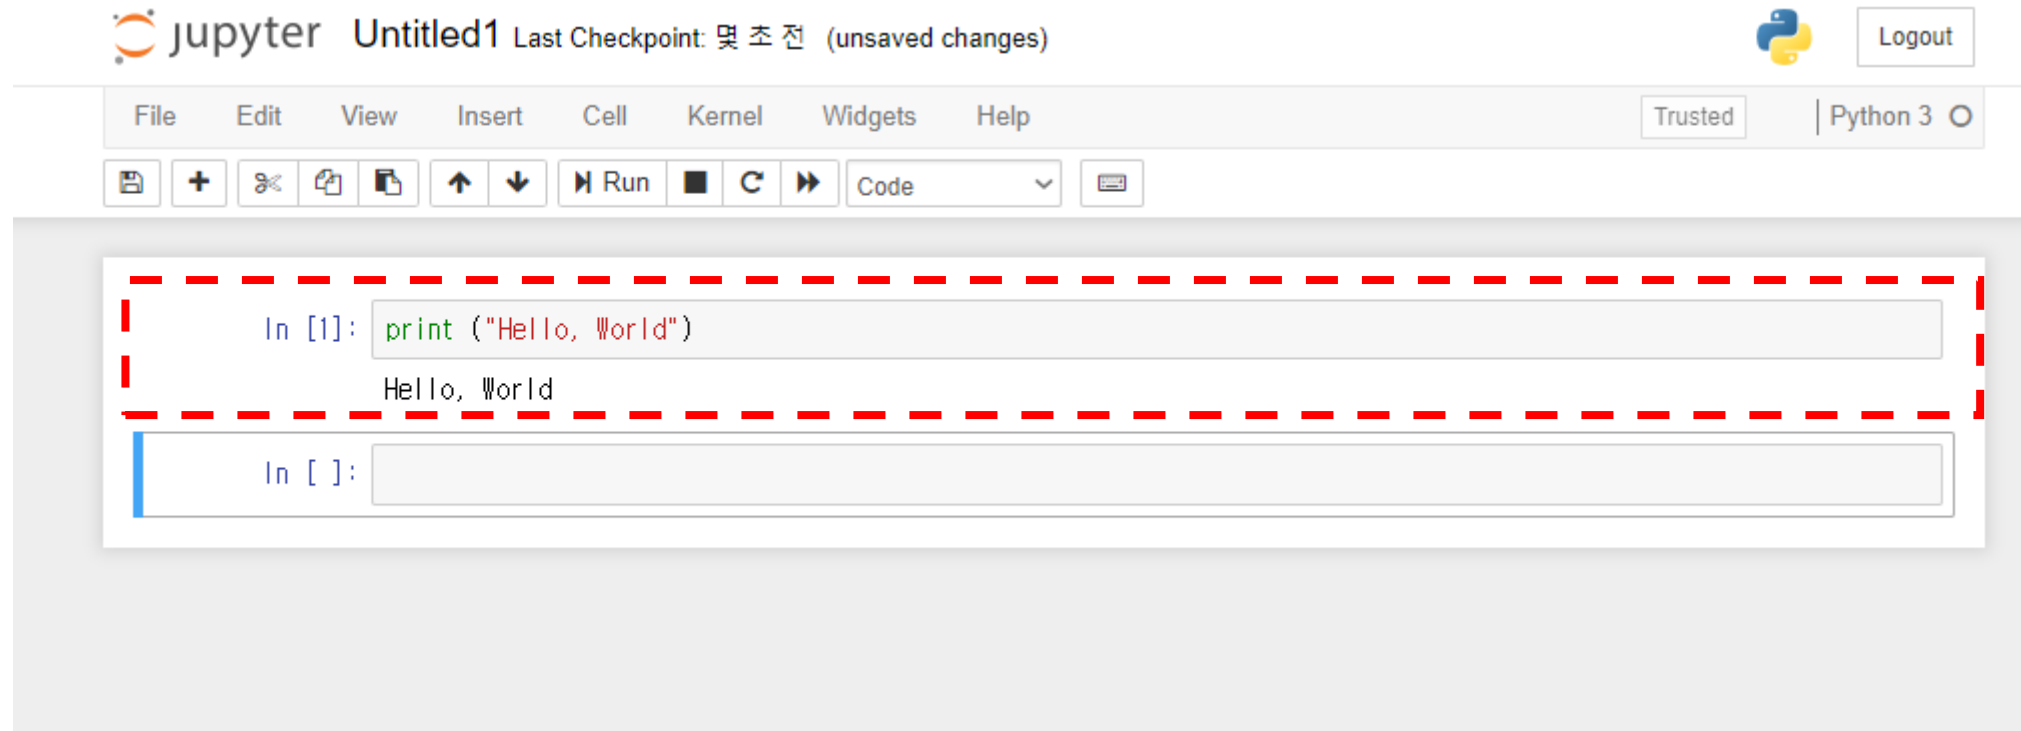 jupyter Untitled1 Last Checkpoint: 몇 초 전 (unsaved changes) Logout
File Edit View Insert Cell Kernel Widgets Help Trusted Python 3
Run Code
In [1]: print ("Hello, World")
Hello, World
In [ ]: